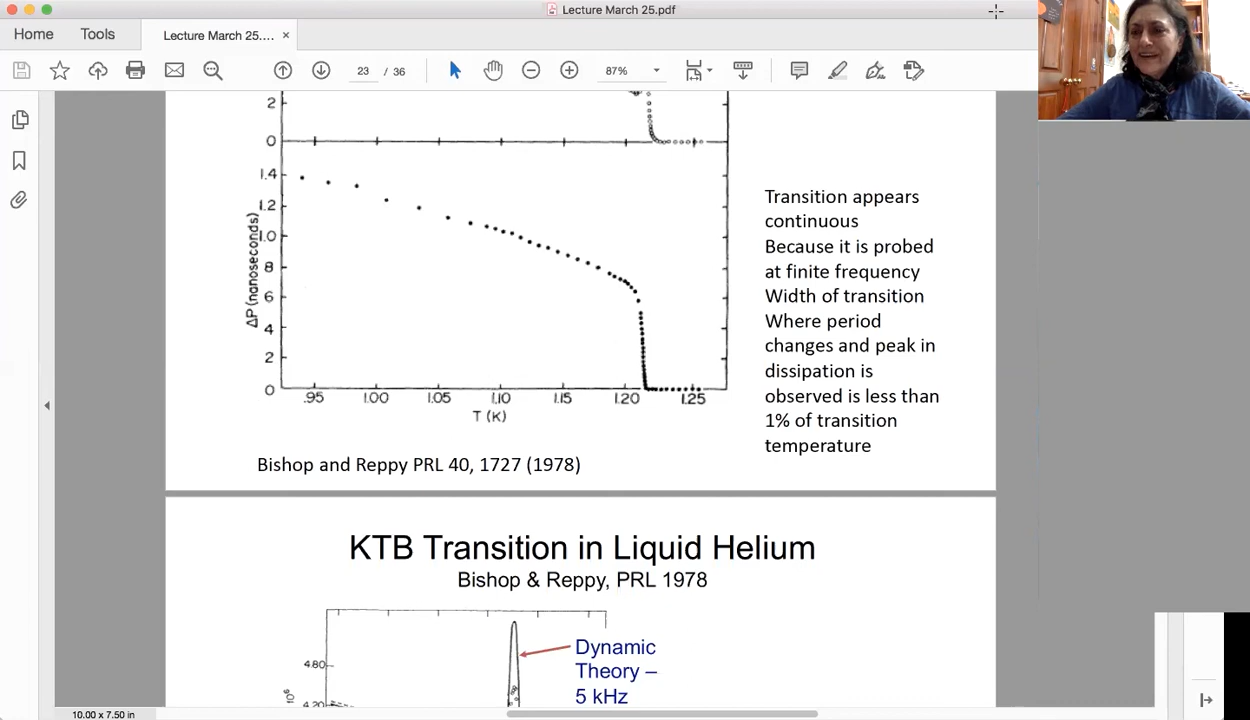 Lecture March 25.pdf
Home Tools Lecture March 25.... ×
23 / 36 87%
2
0
1.4
1.2
1.0
8
6
4
2
0
ΔP (nanoseconds)
.95 1.00 1.05 1.10 1.15 1.20 1.25
T (K)
Transition appears
continuous
Because it is probed
at finite frequency
Width of transition
Where period
changes and peak in
dissipation is
observed is less than
1% of transition
temperature
Bishop and Reppy PRL 40, 1727 (1978)
KTB Transition in Liquid Helium
Bishop & Reppy, PRL 1978
Dynamic
Theory –
5 kHz
4.80
4.20
10⁶
10.00 x 7.50 in